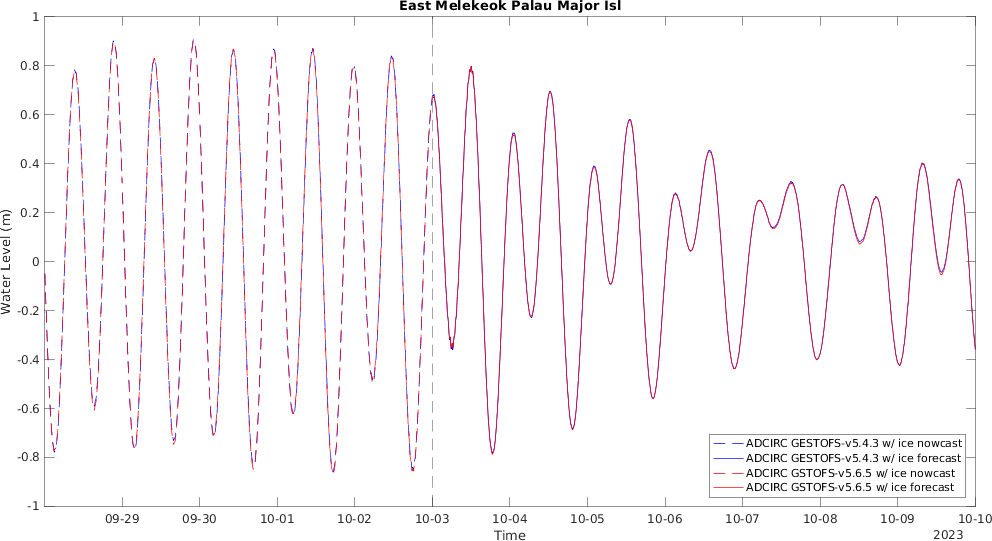 East Melekeok Palau Major Isl
1
0.8
0.6
0.4
0.2
0
-0.2
-0.4
-0.6
-0.8
-1
Water Level (m)
ADCIRC GESTOFS-v5.4.3 w/ ice nowcast
ADCIRC GESTOFS-v5.4.3 w/ ice forecast
ADCIRC GSTOFS-v5.6.5 w/ ice nowcast
ADCIRC GSTOFS-v5.6.5 w/ ice forecast
09-29 09-30 10-01 10-02 10-03 10-04 10-05 10-06 10-07 10-08 10-09 10-10
Time
2023